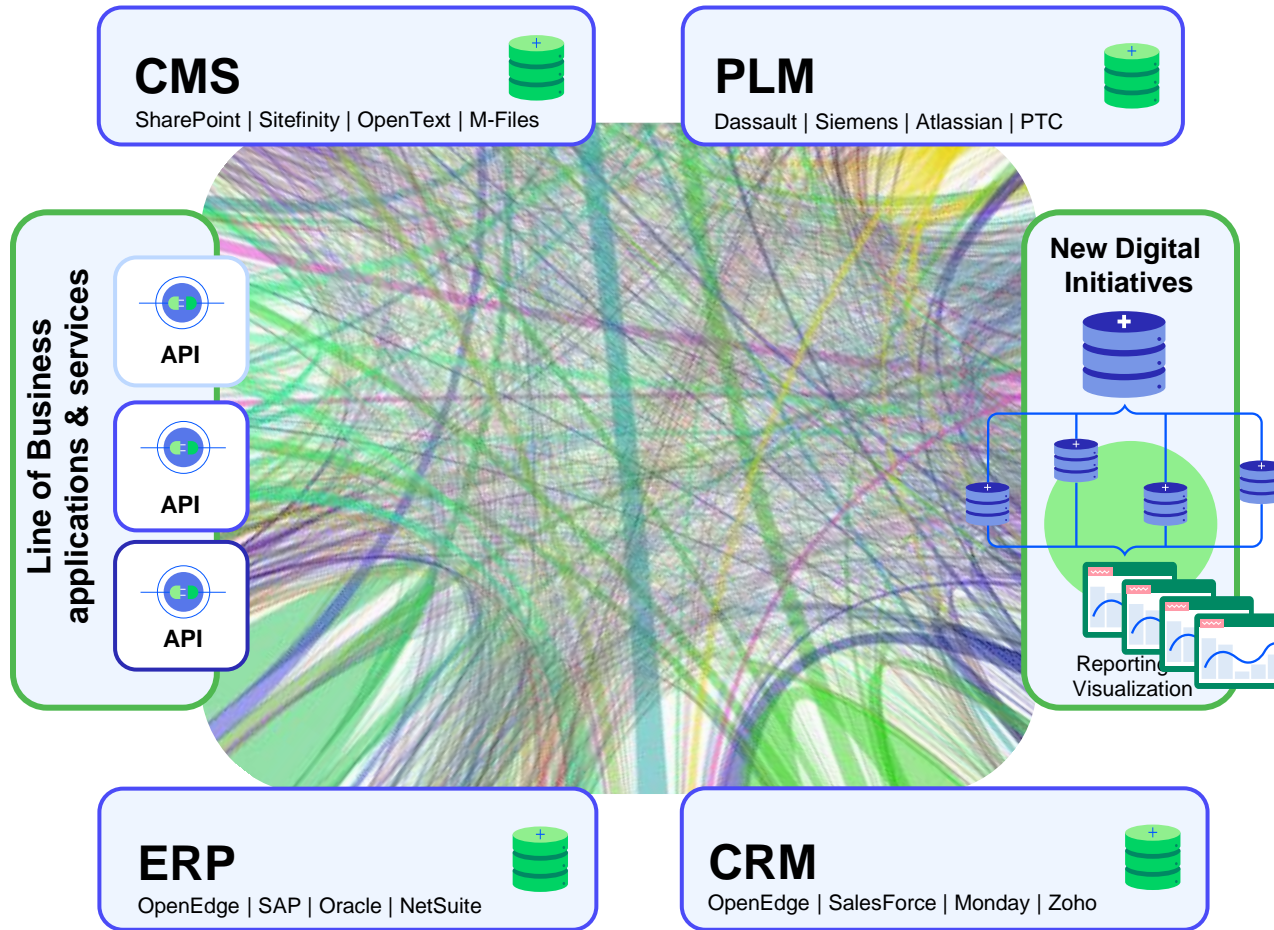 CMS
SharePoint | Sitefinity | OpenText | M-Files
PLM
Dassault | Siemens | Atlassian | PTC
Line of Business
applications & services
API
API
API
New Digital
Initiatives
Reporting
Visualization
ERP
OpenEdge | SAP | Oracle | NetSuite
CRM
OpenEdge | SalesForce | Monday | Zoho